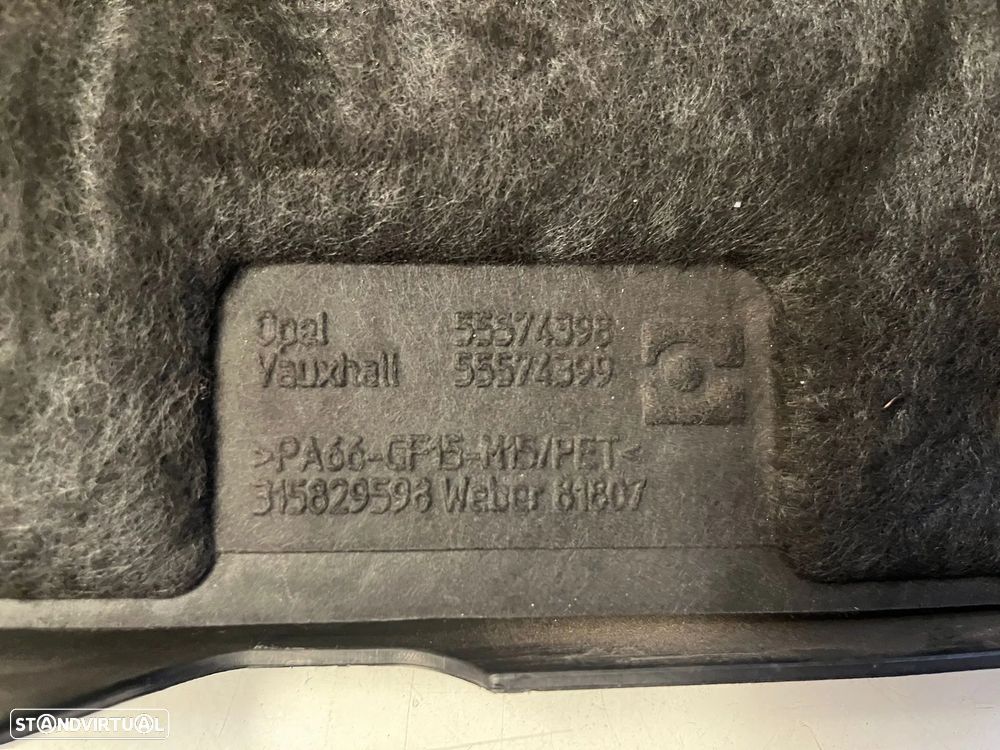 Opel 55574398
Vauxhall 55574399
>PA66-GF15-M15/PET<
315829598 Weber 81807
STANDVIRTUAL